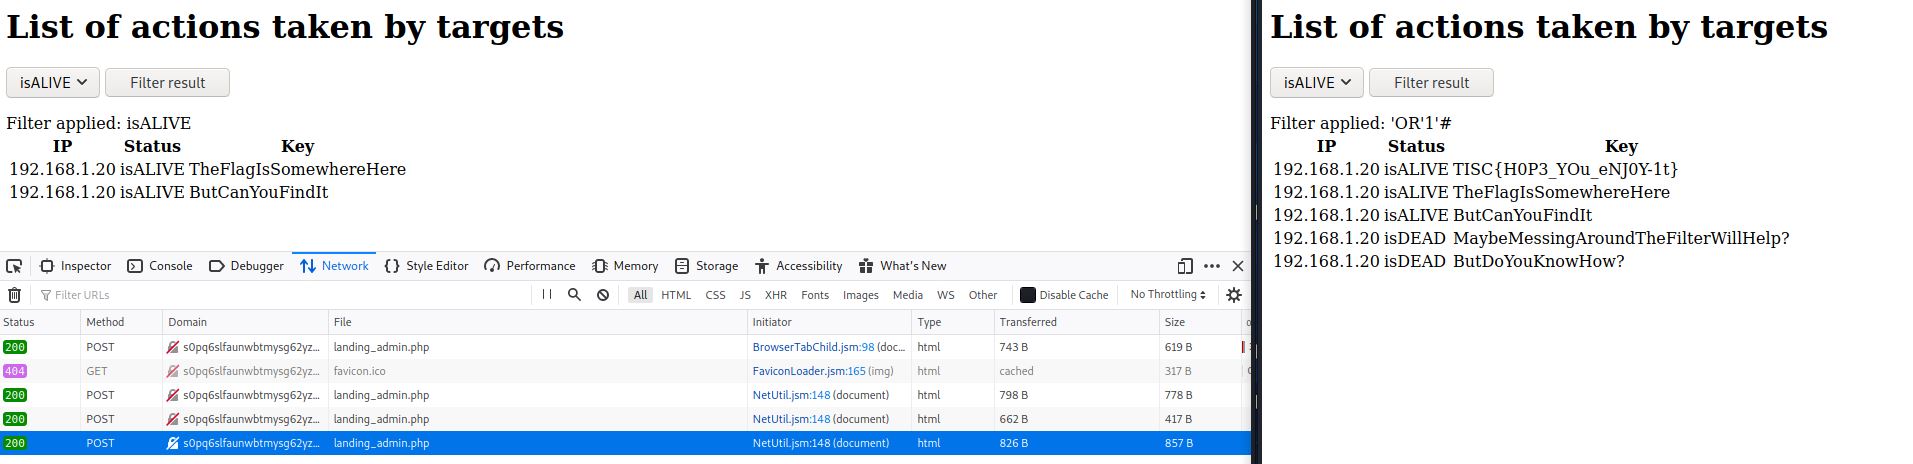 List of actions taken by targets
isALIVE Filter result
Filter applied: isALIVE
IP Status Key
192.168.1.20 isALIVE TheFlagIsSomewhereHere
192.168.1.20 isALIVE ButCanYouFindIt
Inspector Console Debugger Network Style Editor Performance Memory Storage Accessibility What's New
Filter URLs All HTML CSS JS XHR Fonts Images Media WS Other Disable Cache No Throttling
Status Method Domain File Initiator Type Transferred Size
200 POST s0pq6slfaunwbtmysg62yz... landing_admin.php BrowserTabChild.jsm:98 (doc... html 743 B 619 B
404 GET s0pq6slfaunwbtmysg62yz... favicon.ico FaviconLoader.jsm:165 (img) html cached 317 B
200 POST s0pq6slfaunwbtmysg62yz... landing_admin.php NetUtil.jsm:148 (document) html 798 B 778 B
200 POST s0pq6slfaunwbtmysg62yz... landing_admin.php NetUtil.jsm:148 (document) html 662 B 417 B
200 POST s0pq6slfaunwbtmysg62yz... landing_admin.php NetUtil.jsm:148 (document) html 826 B 857 B
List of actions taken by targets
isALIVE Filter result
Filter applied: 'OR'1'#
IP Status Key
192.168.1.20 isALIVE TISC{H0P3_YOu_eNJ0Y-1t}
192.168.1.20 isALIVE TheFlagIsSomewhereHere
192.168.1.20 isALIVE ButCanYouFindIt
192.168.1.20 isDEAD MaybeMessingAroundTheFilterWillHelp?
192.168.1.20 isDEAD ButDoYouKnowHow?